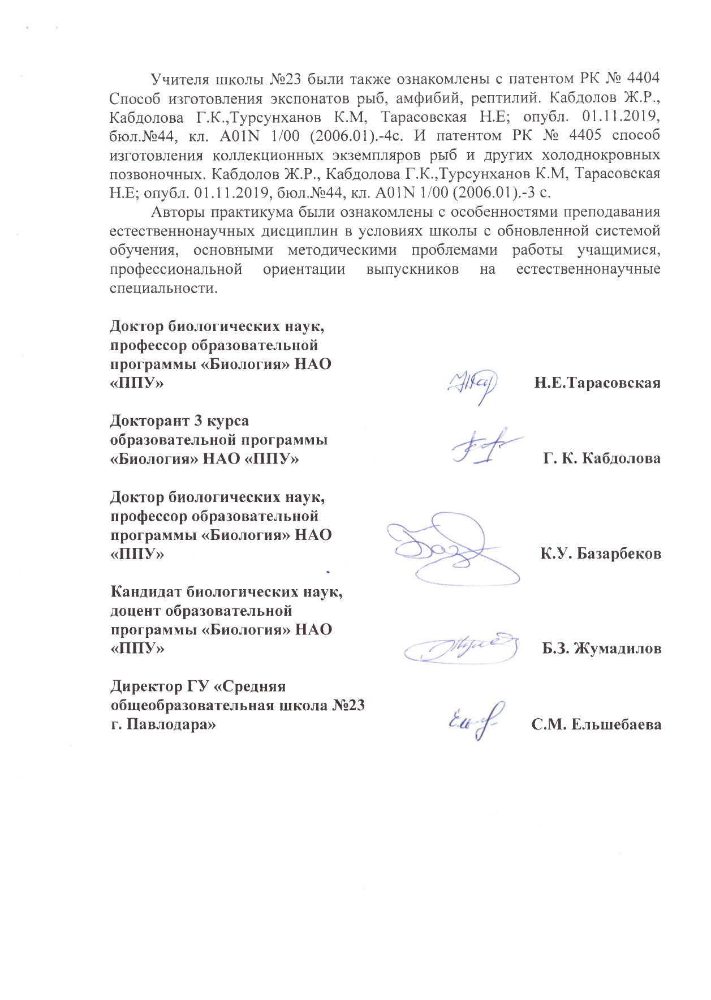 Учителя школы №23 были также ознакомлены с патентом РК № 4404
Способ изготовления экспонатов рыб, амфибий, рептилий. Кабдолов Ж.Р.,
Кабдолова Г.К.,Турсунханов К.М, Тарасовская Н.Е; опубл. 01.11.2019,
бюл.№44, кл. A01N 1/00 (2006.01).-4с. И патентом РК № 4405 способ
изготовления коллекционных экземпляров рыб и других холоднокровных
позвоночных. Кабдолов Ж.Р., Кабдолова Г.К.,Турсунханов К.М, Тарасовская
Н.Е; опубл. 01.11.2019, бюл.№44, кл. A01N 1/00 (2006.01).-3 с.
Авторы практикума были ознакомлены с особенностями преподавания
естественнонаучных дисциплин в условиях школы с обновленной системой
обучения, основными методическими проблемами работы учащимися,
профессиональной ориентации выпускников на естественнонаучные
специальности.
Доктор биологических наук,
профессор образовательной
программы «Биология» НАО
«ППУ» Н.Е.Тарасовская
Докторант 3 курса
образовательной программы
«Биология» НАО «ППУ» Г. К. Кабдолова
Доктор биологических наук,
профессор образовательной
программы «Биология» НАО
«ППУ» К.У. Базарбеков
Кандидат биологических наук,
доцент образовательной
программы «Биология» НАО
«ППУ» Б.З. Жумадилов
Директор ГУ «Средняя
общеобразовательная школа №23
г. Павлодара» С.М. Ельшебаева